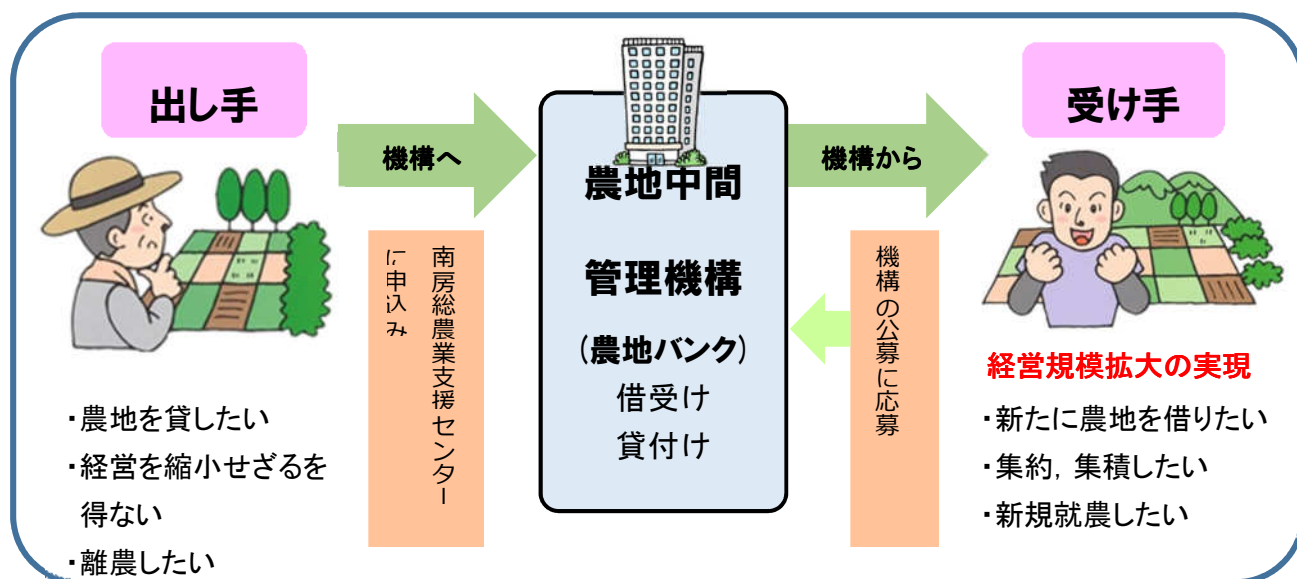 出し手
機構へ
南房総農業支援センター
に申込み
・農地を貸したい
・経営を縮小せざるを
得ない
・離農したい
農地中間
管理機構
(農地バンク)
借受け
貸付け
機構から
機構の公募に応募
受け手
経営規模拡大の実現
・新たに農地を借りたい
・集約，集積したい
・新規就農したい